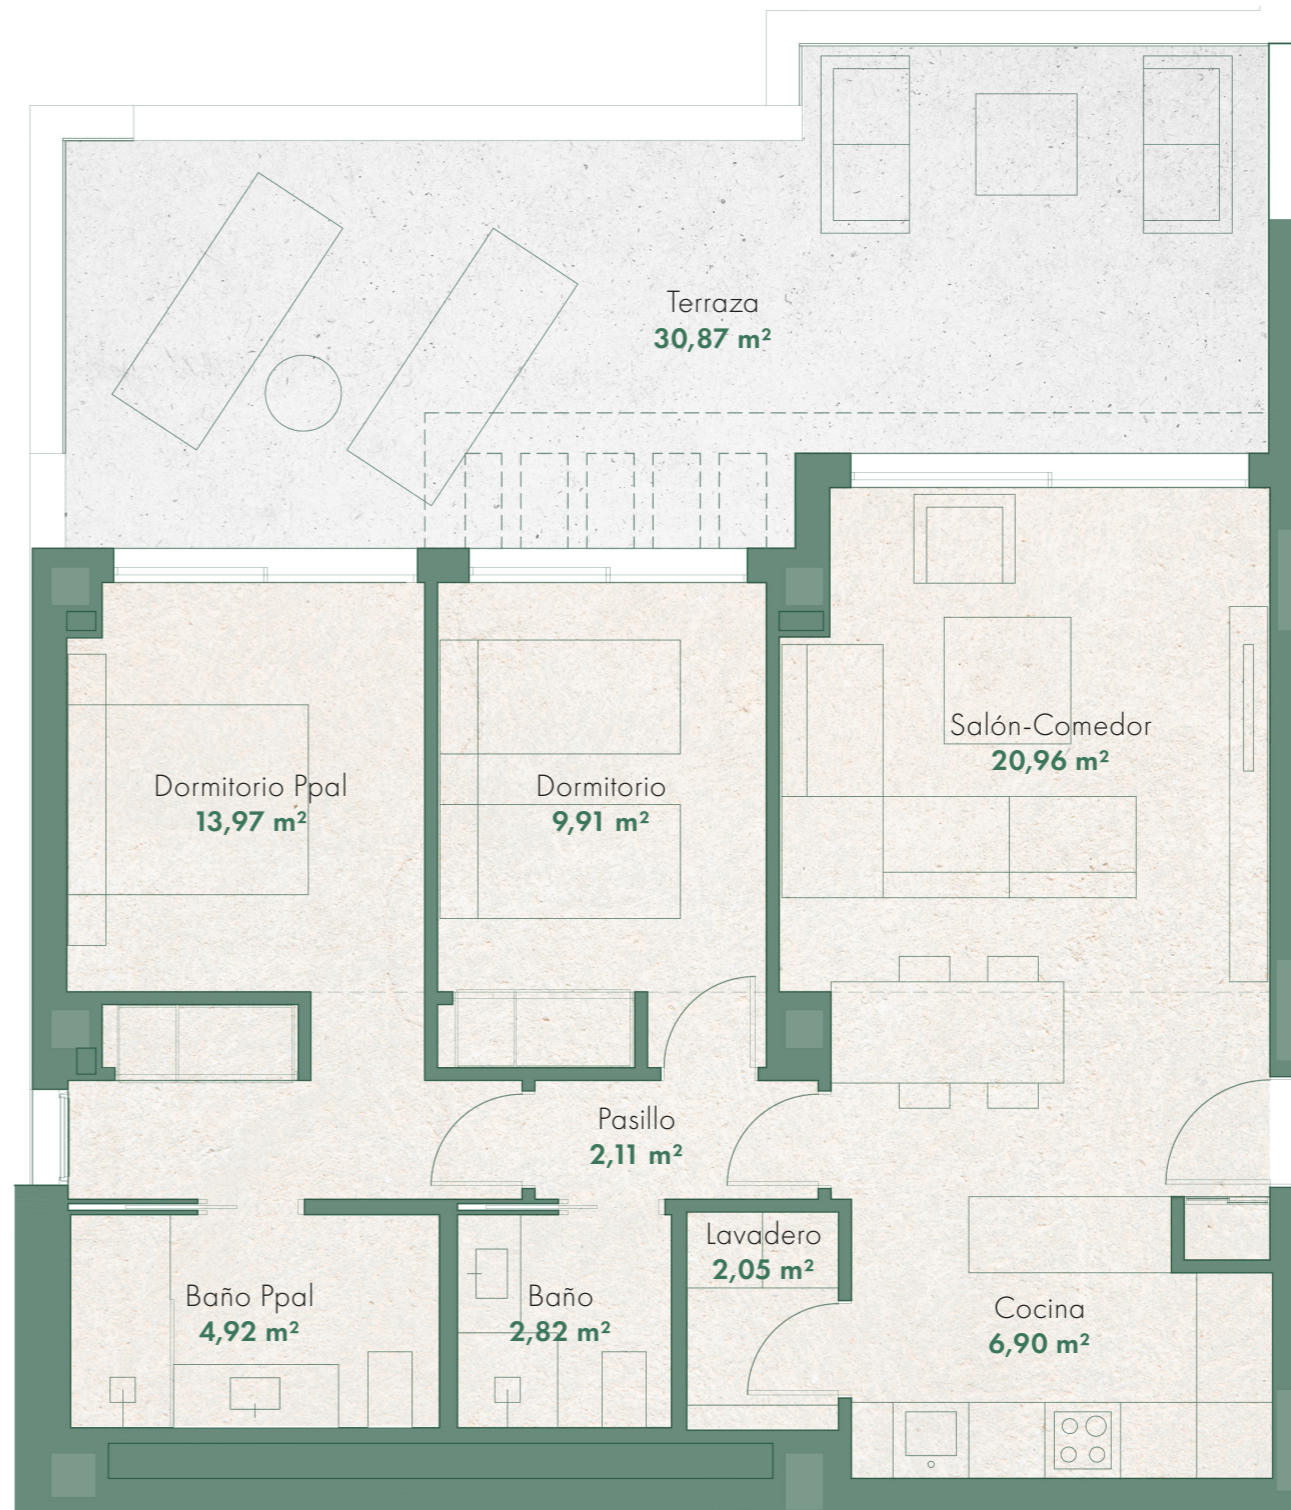 Terraza
30,87 m²
Salón-Comedor
20,96 m²
Dormitorio Ppal
13,97 m²
Dormitorio
9,91 m²
Pasillo
2,11 m²
Lavadero
2,05 m²
Baño Ppal
4,92 m²
Baño
2,82 m²
Cocina
6,90 m²